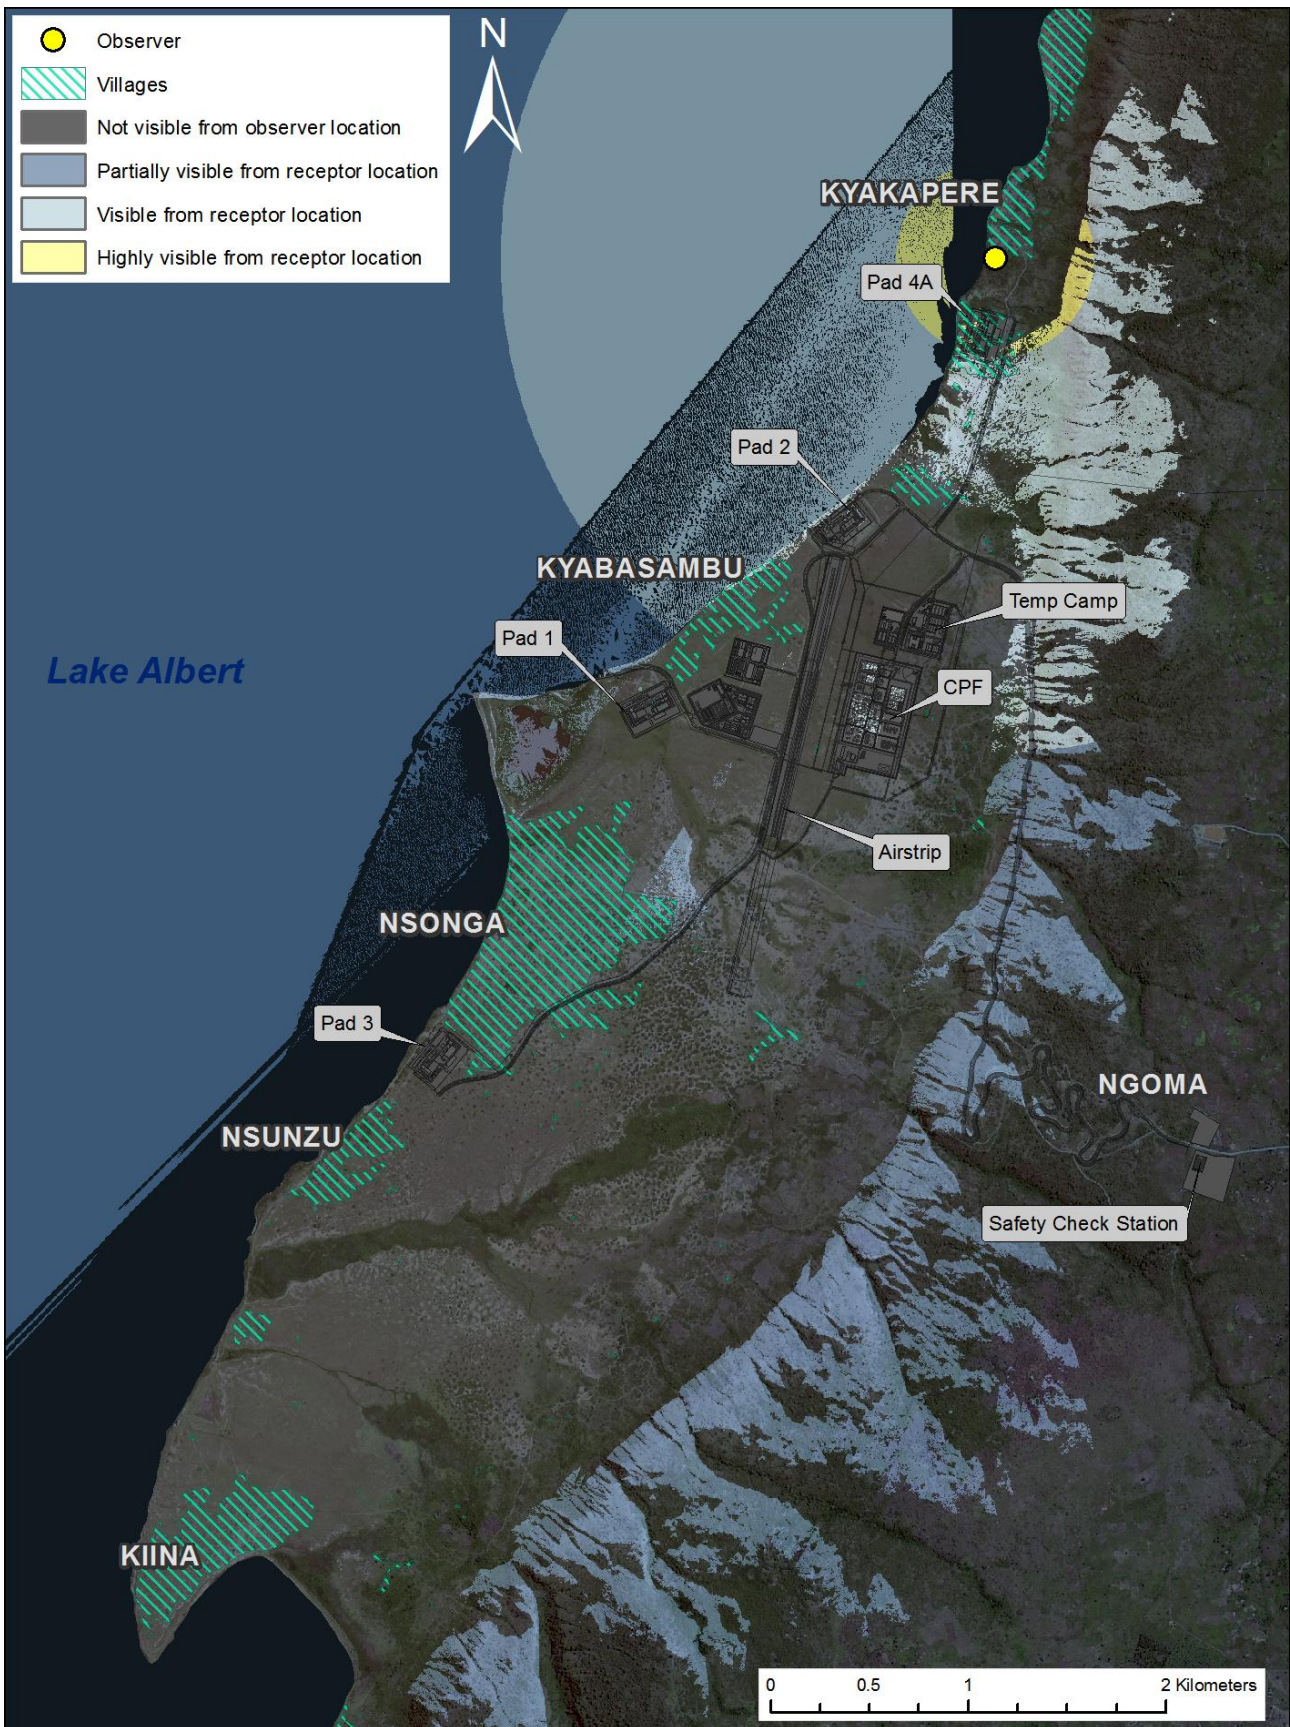 Observer
Villages
Not visible from observer location
Partially visible from receptor location
Visible from receptor location
Highly visible from receptor location
N
KYAKAPERE
Pad 4A
Pad 2
KYABASAMBU
Temp Camp
Pad 1
Lake Albert
CPF
Airstrip
NSONGA
Pad 3
NGOMA
NSUNZU
Safety Check Station
KIINA
0 0.5 1 2 Kilometers